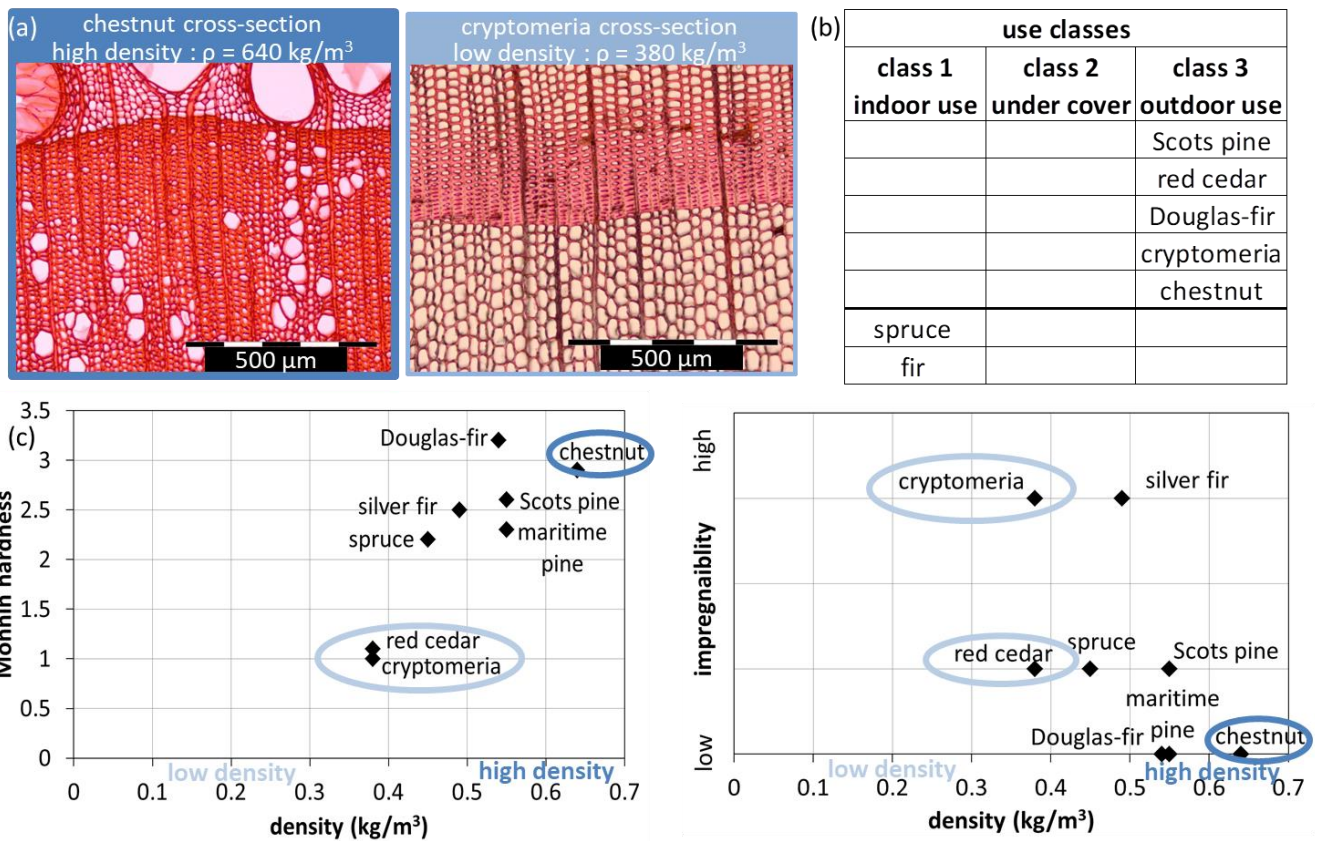 (a)
chestnut cross-section
high density : ρ = 640 kg/m³
500 µm
cryptomeria cross-section
low density : ρ = 380 kg/m³
500 µm
(b)
use classes
class 1
indoor use
class 2
under cover
class 3
outdoor use
Scots pine
red cedar
Douglas-fir
cryptomeria
chestnut
spruce
fir
(c)
Monnin hardness
3.5
3
2.5
2
1.5
1
0.5
0
Douglas-fir
chestnut
silver fir
Scots pine
spruce
maritime
pine
red cedar
cryptomeria
low density
high density
0 0.1 0.2 0.3 0.4 0.5 0.6 0.7
density (kg/m³)
impregnaiblity
high
low
cryptomeria
silver fir
red cedar
spruce
Scots pine
maritime
pine
Douglas-fir
chestnut
low density
high density
0 0.1 0.2 0.3 0.4 0.5 0.6 0.7
density (kg/m³)